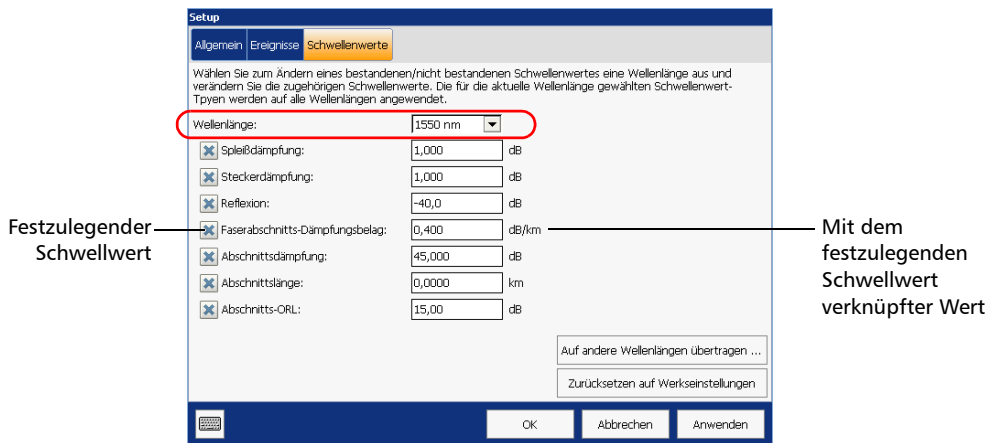 Setup
Allgemein Ereignisse Schwellenwerte
Wählen Sie zum Ändern eines bestandenen/nicht bestandenen Schwellenwertes eine Wellenlänge aus und
verändern Sie die zugehörigen Schwellenwerte. Die für die aktuelle Wellenlänge gewählten Schwellenwert-
Tpyen werden auf alle Wellenlängen angewendet.
Wellenlänge: 1550 nm
Spleißdämpfung: 1,000 dB
Steckerdämpfung: 1,000 dB
Reflexion: -40,0 dB
Faserabschnitts-Dämpfungsbelag: 0,400 dB/km
Abschnittsdämpfung: 45,000 dB
Abschnittslänge: 0,0000 km
Abschnitts-ORL: 15,00 dB
Auf andere Wellenlängen übertragen ...
Zurücksetzen auf Werkseinstellungen
OK Abbrechen Anwenden
Festzulegender
Schwellwert
Mit dem
festzulegenden
Schwellwert
verknüpfter Wert